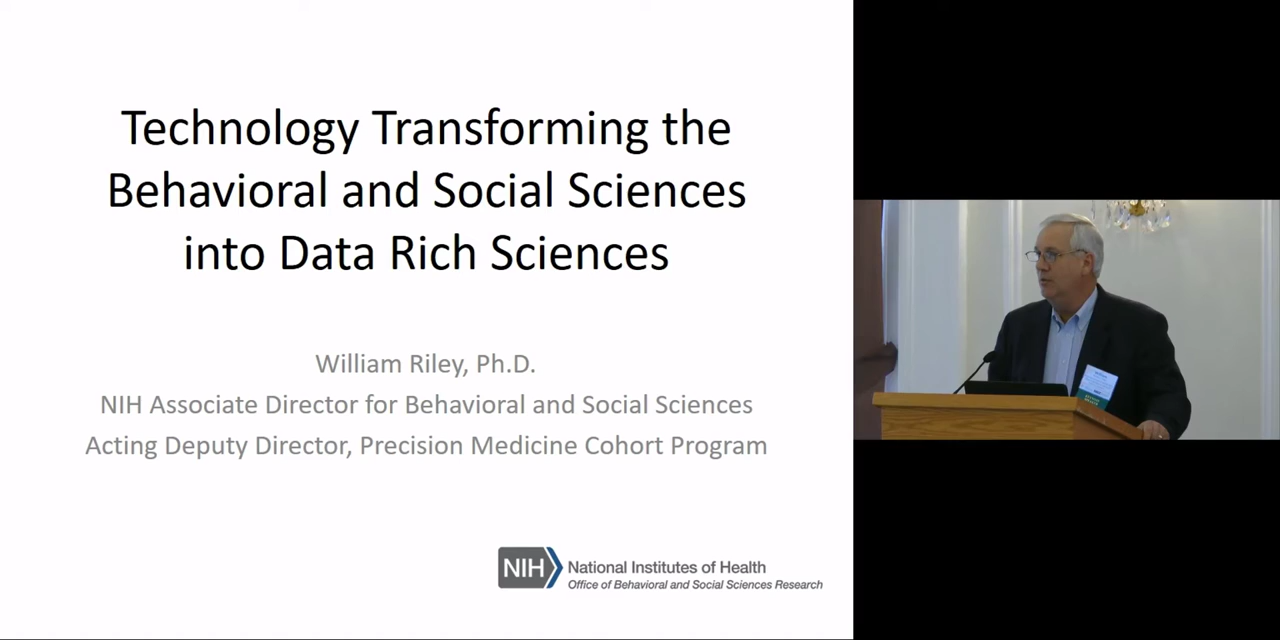 Technology Transforming the
Behavioral and Social Sciences
into Data Rich Sciences
William Riley, Ph.D.
NIH Associate Director for Behavioral and Social Sciences
Acting Deputy Director, Precision Medicine Cohort Program
NIH National Institutes of Health
Office of Behavioral and Social Sciences Research